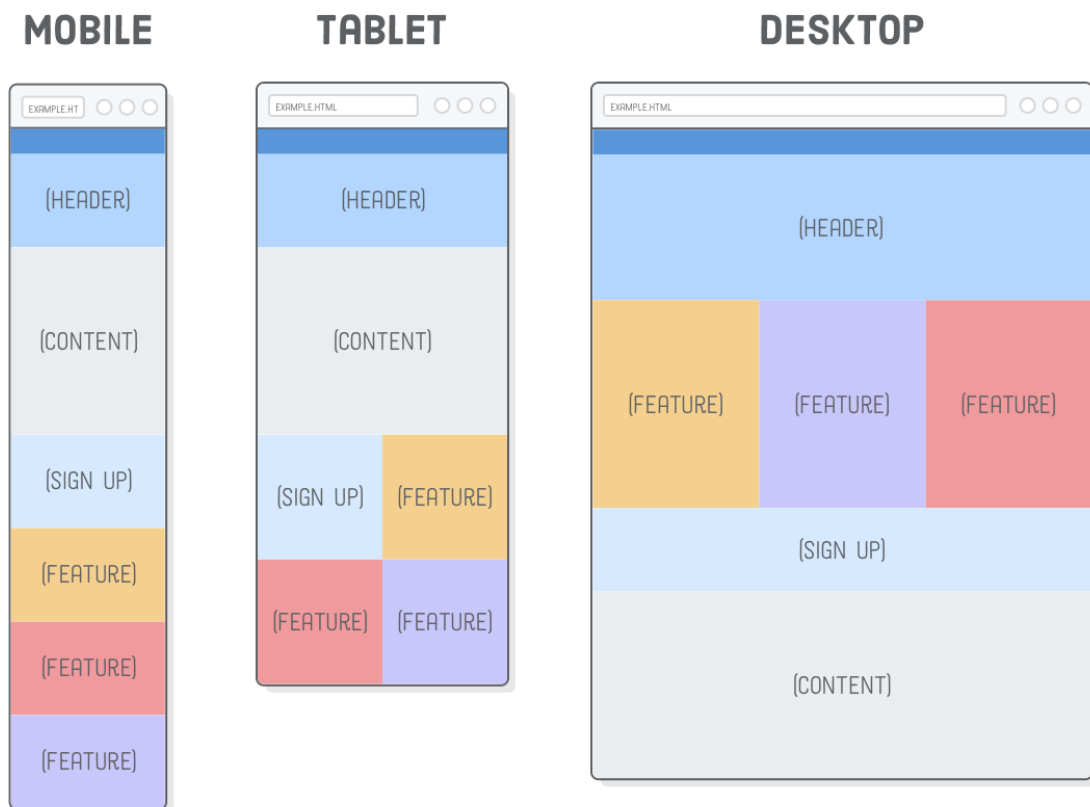 MOBILE
EXAMPLE.HT
(HEADER)
(CONTENT)
(SIGN UP)
(FEATURE)
(FEATURE)
(FEATURE)
TABLET
EXAMPLE.HTML
(HEADER)
(CONTENT)
(SIGN UP) (FEATURE)
(FEATURE) (FEATURE)
DESKTOP
EXAMPLE.HTML
(HEADER)
(FEATURE) (FEATURE) (FEATURE)
(SIGN UP)
(CONTENT)